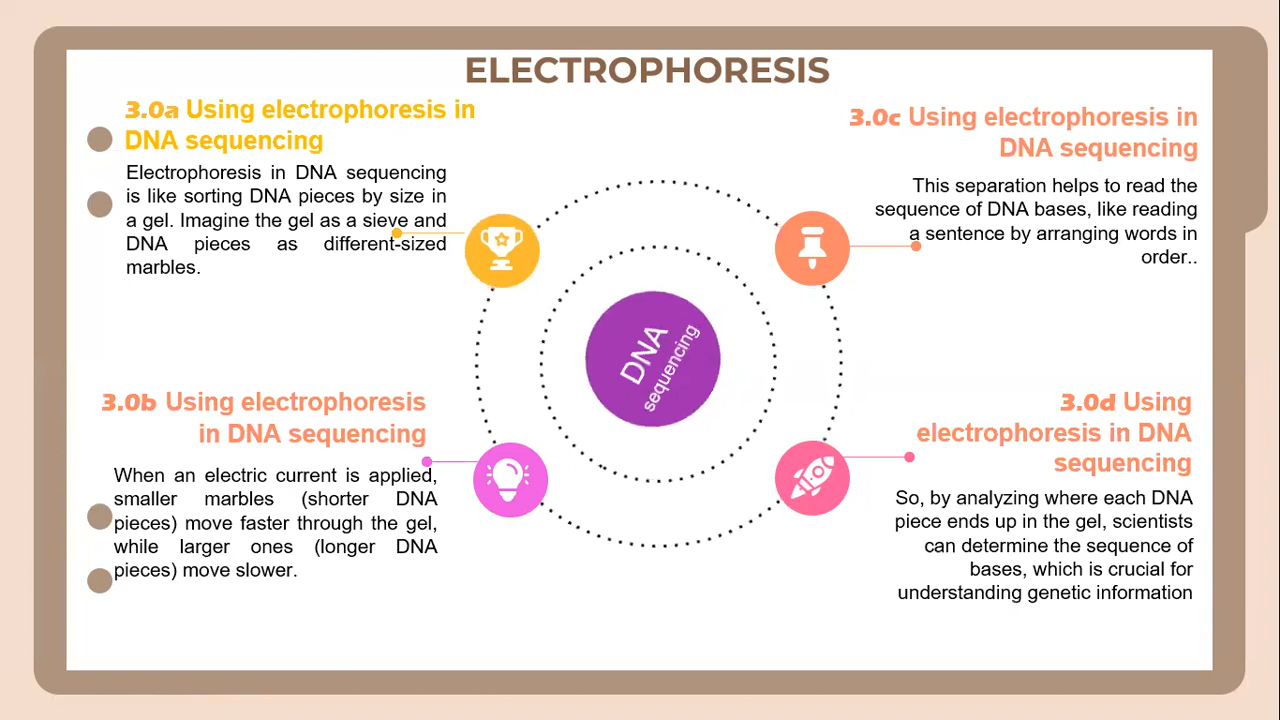 ELECTROPHORESIS
3.0a Using electrophoresis in
DNA sequencing
Electrophoresis in DNA sequencing
is like sorting DNA pieces by size in
a gel. Imagine the gel as a sieve and
DNA pieces as different-sized
marbles.
3.0b Using electrophoresis
in DNA sequencing
When an electric current is applied,
smaller marbles (shorter DNA
pieces) move faster through the gel,
while larger ones (longer DNA
pieces) move slower.
DNA
sequencing
3.0c Using electrophoresis in
DNA sequencing
This separation helps to read the
sequence of DNA bases, like reading
a sentence by arranging words in
order..
3.0d Using
electrophoresis in DNA
sequencing
So, by analyzing where each DNA
piece ends up in the gel, scientists
can determine the sequence of
bases, which is crucial for
understanding genetic information